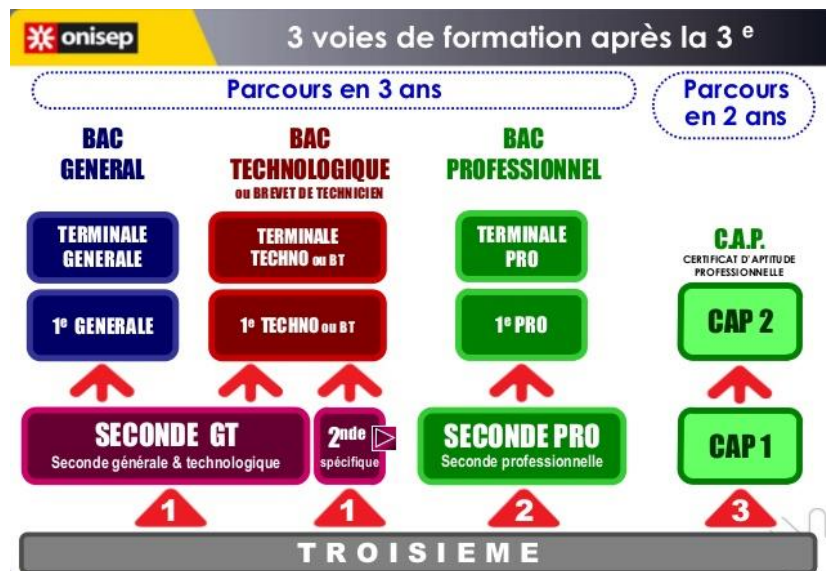 onisep
3 voies de formation après la 3 e
Parcours en 3 ans
Parcours
en 2 ans
BAC
GENERAL
BAC
TECHNOLOGIQUE
ou BREVET DE TECHNICIEN
BAC
PROFESSIONNEL
TERMINALE
GENERALE
TERMINALE
TECHNO ou BT
TERMINALE
PRO
C.A.P.
CERTIFICAT D'APTITUDE
PROFESSIONNELLE
1e GENERALE
1e TECHNO ou BT
1e PRO
CAP 2
SECONDE GT
Seconde générale & technologique
2nde
spécifique
SECONDE PRO
Seconde professionnelle
CAP 1
1
1
2
3
TROISIEME